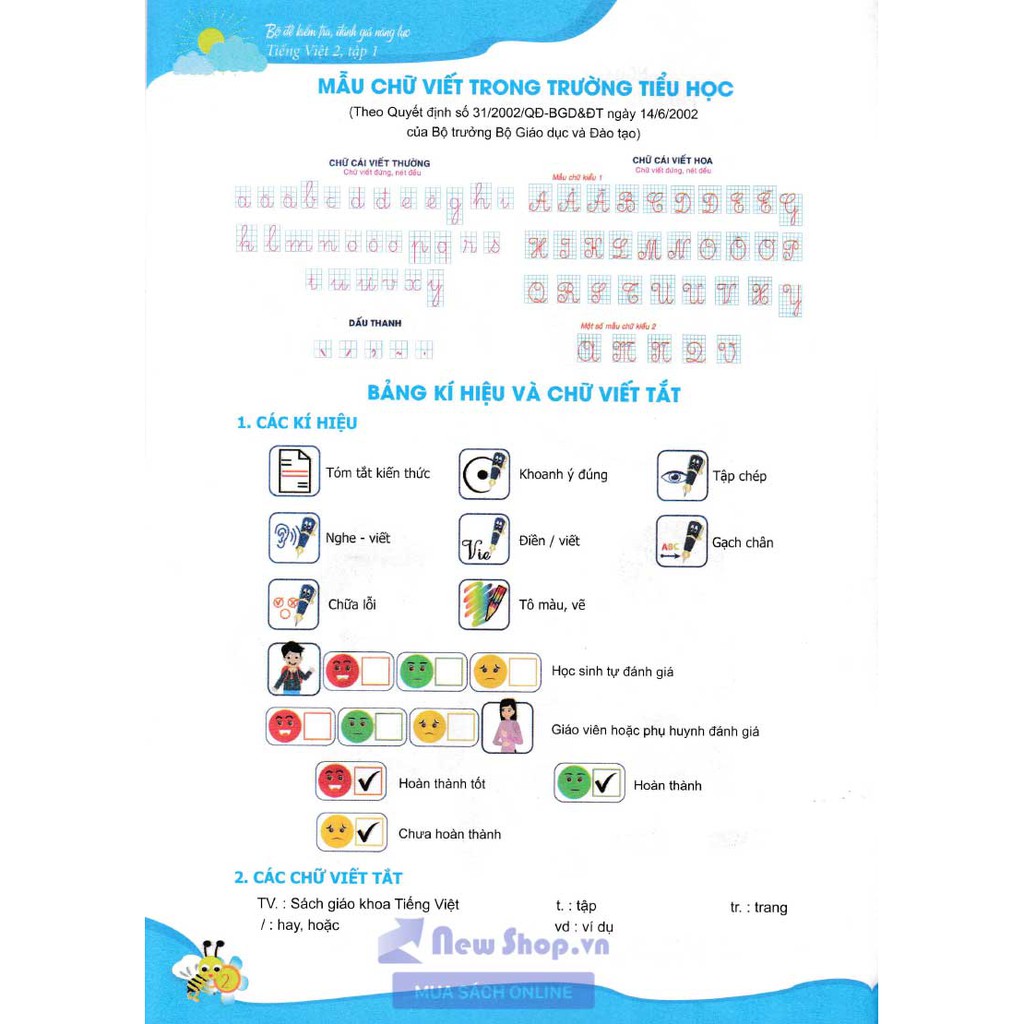 Bộ đề kiểm tra, đánh giá năng lực
Tiếng Việt 2, tập 1
MẪU CHỮ VIẾT TRONG TRƯỜNG TIỂU HỌC
(Theo Quyết định số 31/2002/QĐ-BGD&ĐT ngày 14/6/2002
của Bộ trưởng Bộ Giáo dục và Đào tạo)
CHỮ CÁI VIẾT THƯỜNG
Chữ viết đứng, nét đều
a ă â b c d đ e ê g h i
k l m n o ô ơ p q r s
t u ư v x y
DẤU THANH
CHỮ CÁI VIẾT HOA
Chữ viết đứng, nét đều
Mẫu chữ kiểu 1
A Ă Â B C D Đ E Ê G
H I K L M N O Ô Ơ P
Q R S T U Ư V X Y
Một số mẫu chữ kiểu 2
A M N Q V
BẢNG KÍ HIỆU VÀ CHỮ VIẾT TẮT
1. CÁC KÍ HIỆU
Tóm tắt kiến thức
Khoanh ý đúng
Tập chép
Nghe - viết
Vie
Điền / viết
ABC
Gạch chân
Chữa lỗi
Tô màu, vẽ
Học sinh tự đánh giá
Giáo viên hoặc phụ huynh đánh giá
Hoàn thành tốt
Hoàn thành
Chưa hoàn thành
2. CÁC CHỮ VIẾT TẮT
TV. : Sách giáo khoa Tiếng Việt
t. : tập
tr. : trang
/ : hay, hoặc
vd : ví dụ
New Shop.vn
MUA SÁCH ONLINE
2